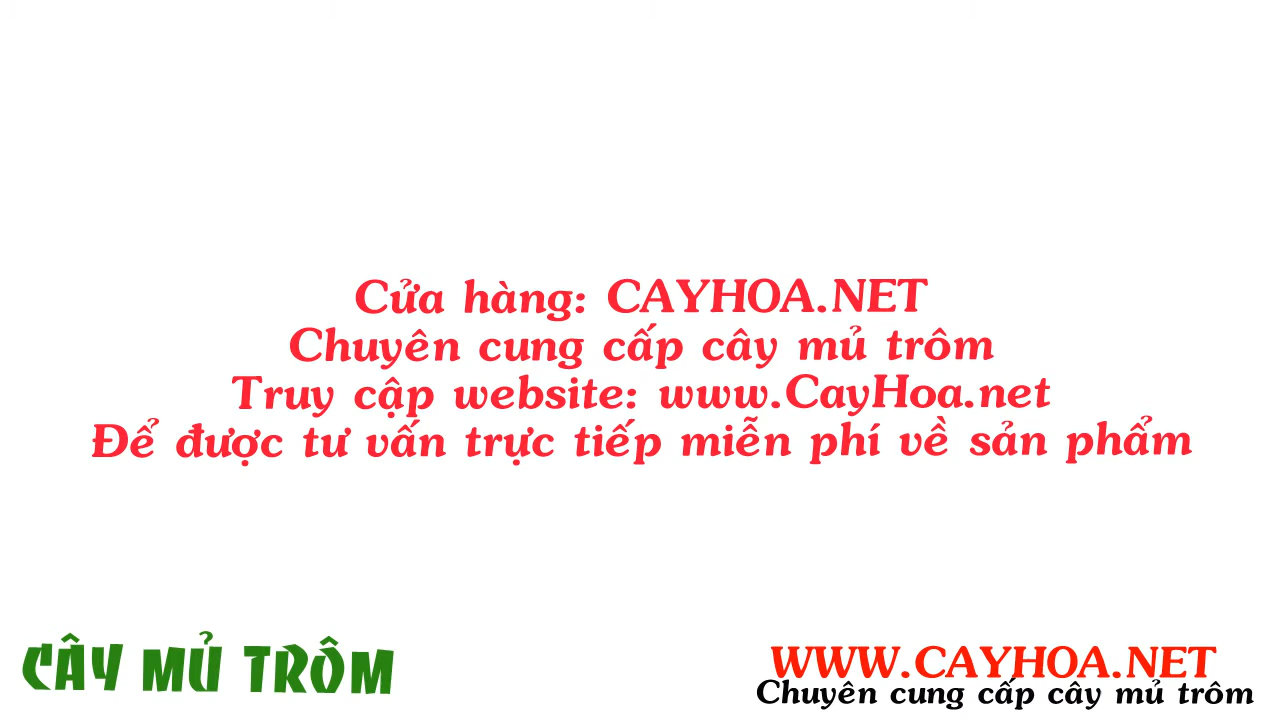 Cửa hàng: CAYHOA.NET
Chuyên cung cấp cây mủ trôm
Truy cập website: www.CayHoa.net
Để được tư vấn trực tiếp miễn phí về sản phẩm
CÂY MỦ TRÔM
WWW.CAYHOA.NET
Chuyên cung cấp cây mủ trôm